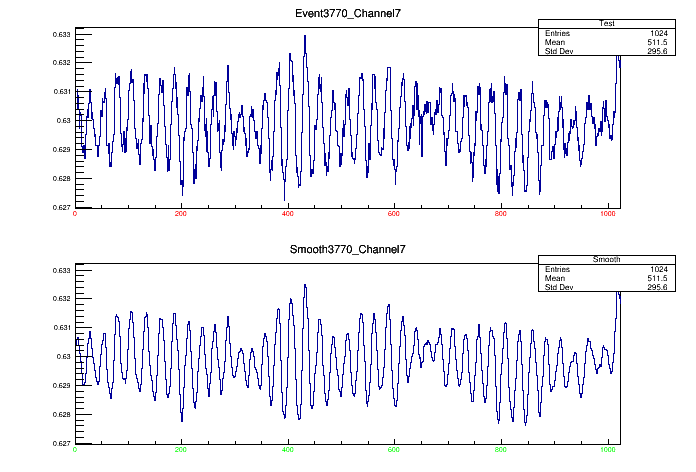 Event3770_Channel7
Test
Entries 1024
Mean 511.5
Std Dev 295.6
0.633
0.632
0.631
0.63
0.629
0.628
0.627
0 200 400 600 800 1000
Smooth3770_Channel7
Smooth
Entries 1024
Mean 511.5
Std Dev 295.6
0.633
0.632
0.631
0.63
0.629
0.628
0.627
0 200 400 600 800 1000